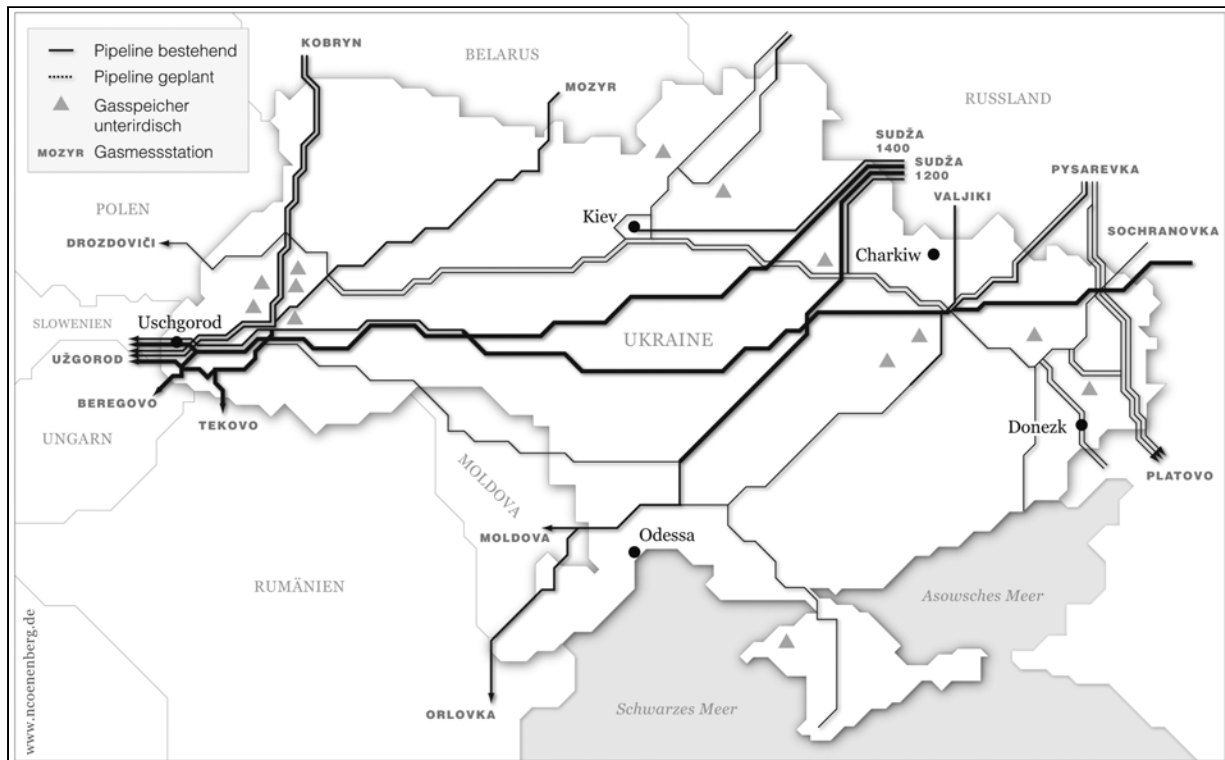 Pipeline bestehend
Pipeline geplant
Gasspeicher
unterirdisch
MOZYR Gasmessstation
KOBRYN
BELARUS
MOZYR
RUSSLAND
SUDŽA
1400
SUDŽA
1200
PYSAREVKA
VALJIKI
SOCHRANOVKA
POLEN
DROZDOVIČI
Kiev
Charkiw
SLOWENIEN
Uschgorod
UKRAINE
UŽGOROD
BEREGOVO
TEKOVO
UNGARN
Donezk
PLATOVO
MOLDOVA
MOLDOVA
Odessa
RUMÄNIEN
Asowsches Meer
Schwarzes Meer
ORLOVKA
www.ncoenenberg.de